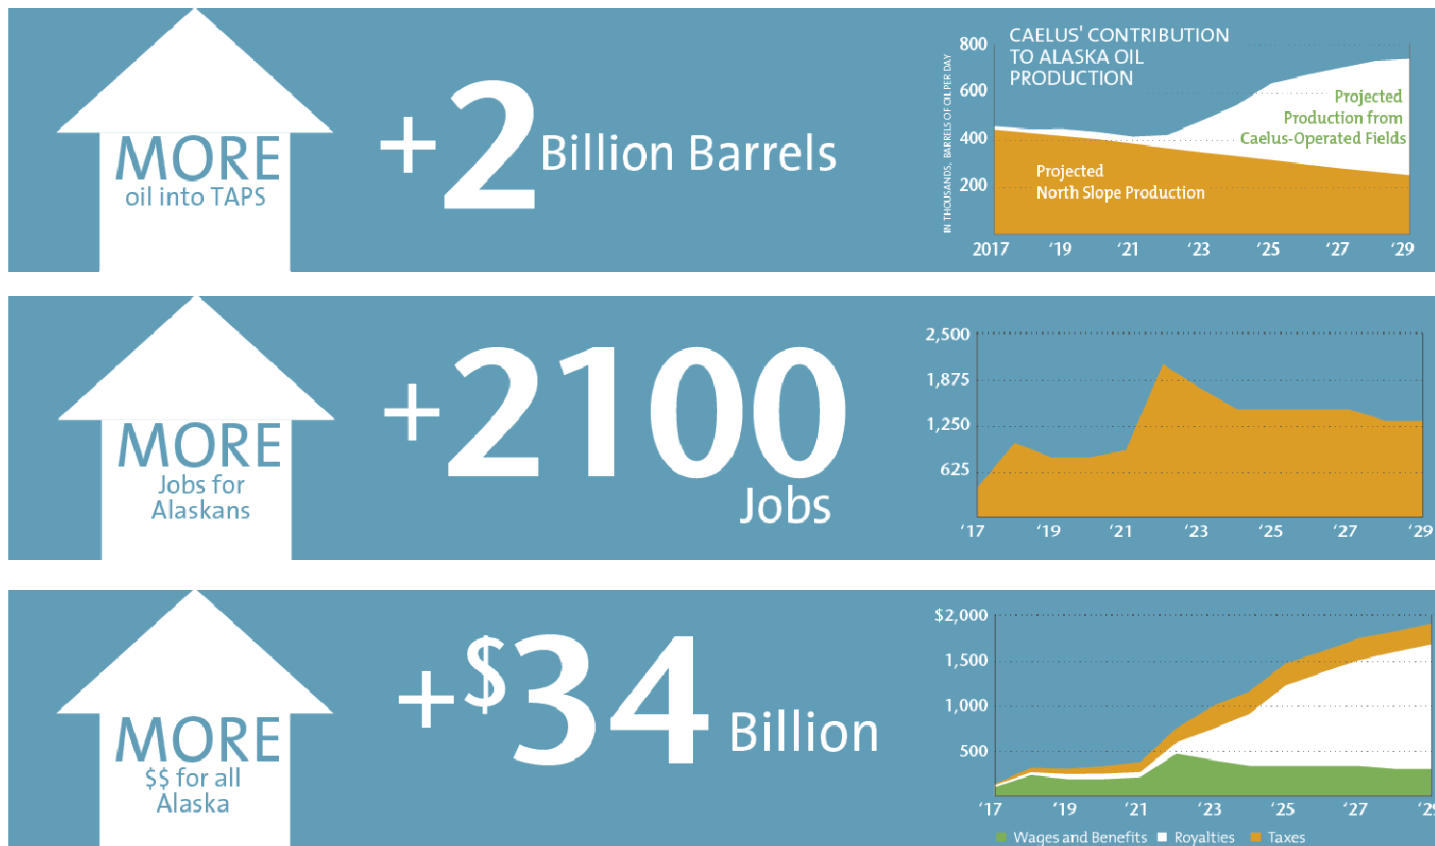 MORE
oil into TAPS
+2 Billion Barrels
CAELUS' CONTRIBUTION
TO ALASKA OIL
PRODUCTION
IN THOUSANDS, BARRELS OF OIL PER DAY
800
600
400
200
Projected
Production from
Caelus-Operated Fields
Projected
North Slope Production
2017 '19 '21 '23 '25 '27 '29
MORE
Jobs for
Alaskans
+2100
Jobs
2,500
1,875
1,250
625
'17 '19 '21 '23 '25 '27 '29
MORE
$$ for all
Alaska
+$34 Billion
$2,000
1,500
1,000
500
'17 '19 '21 '23 '25 '27 '29
Wages and Benefits Royalties Taxes